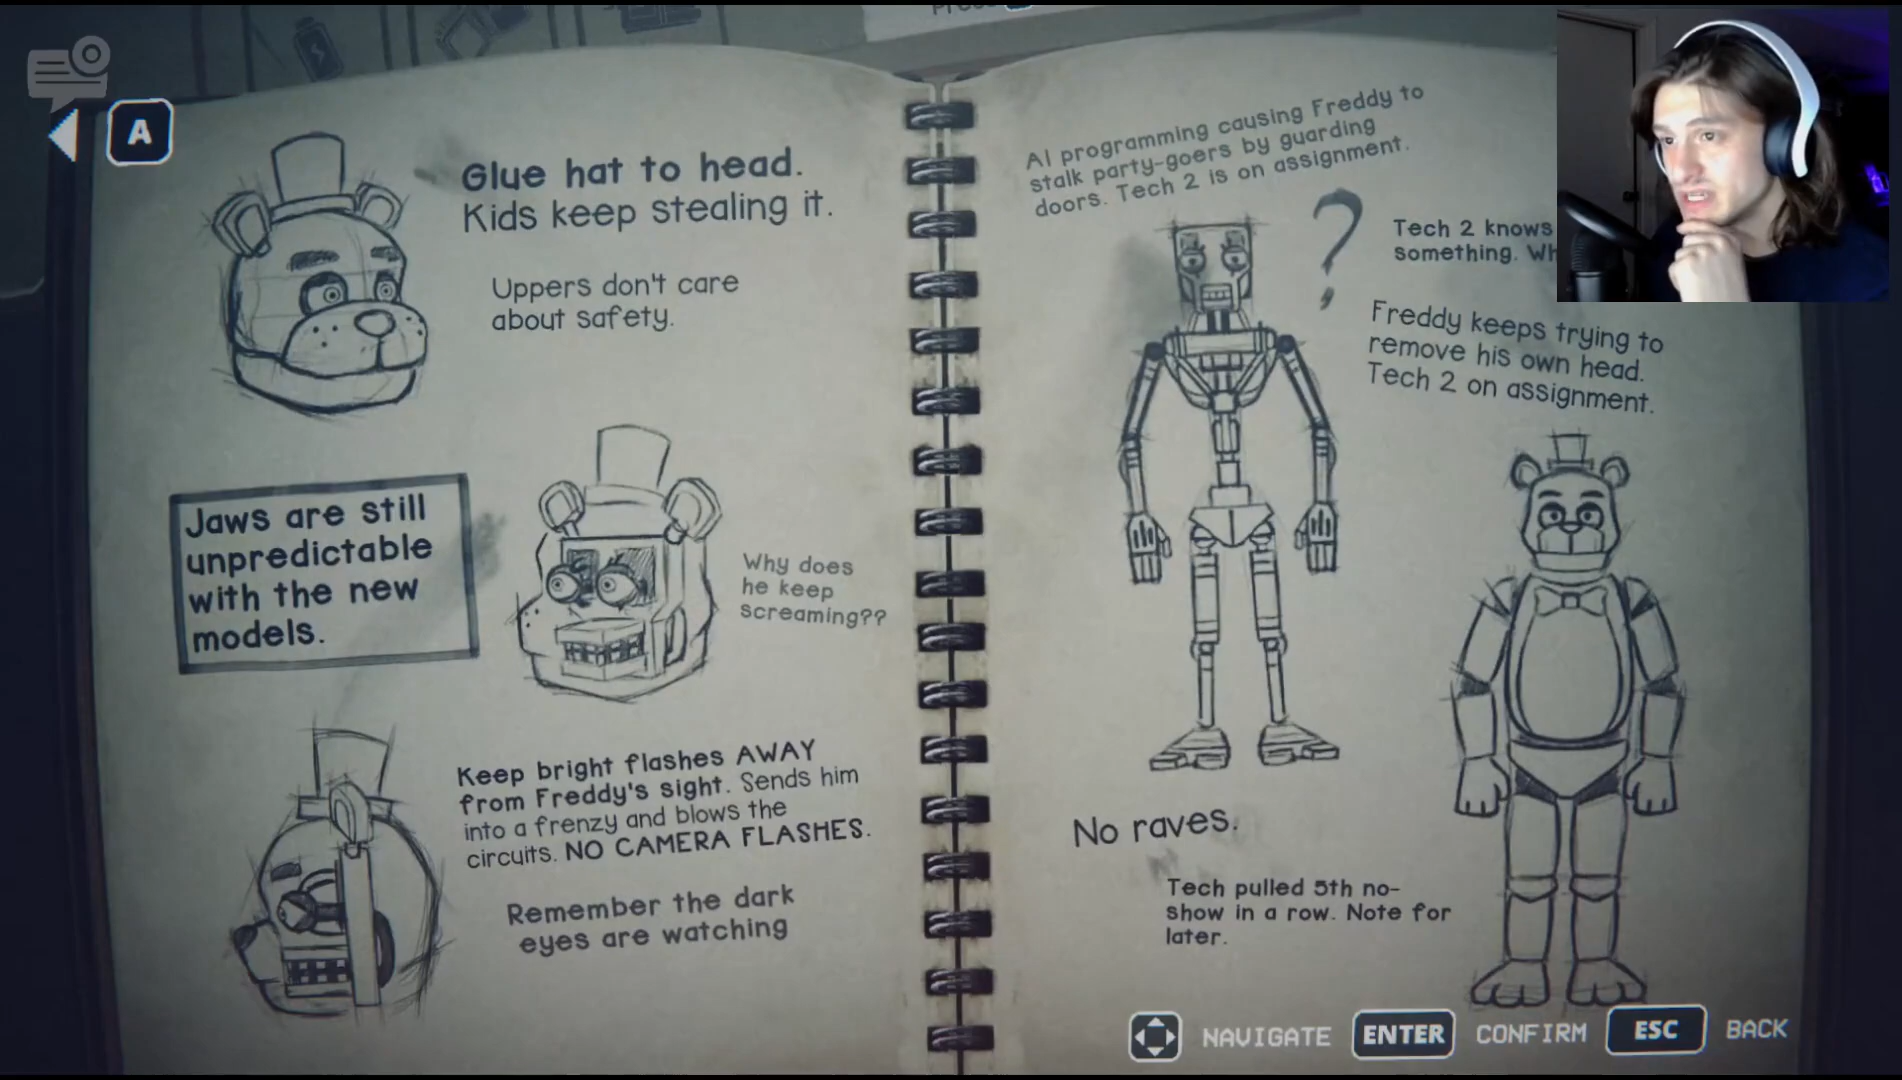 A
Glue hat to head.
Kids keep stealing it.
Uppers don't care
about safety.
Jaws are still
unpredictable
with the new
models.
Why does
he keep
screaming??
Keep bright flashes AWAY
from Freddy's sight. Sends him
into a frenzy and blows the
circuits. NO CAMERA FLASHES.
Remember the dark
eyes are watching
AI programming causing Freddy to
stalk party-goers by guarding
doors. Tech 2 is on assignment.
?
Tech 2 knows
something.
Freddy keeps trying to
remove his own head.
Tech 2 on assignment.
No raves.
Tech pulled 5th no-
show in a row. Note for
later.
NAVIGATE ENTER CONFIRM ESC BACK